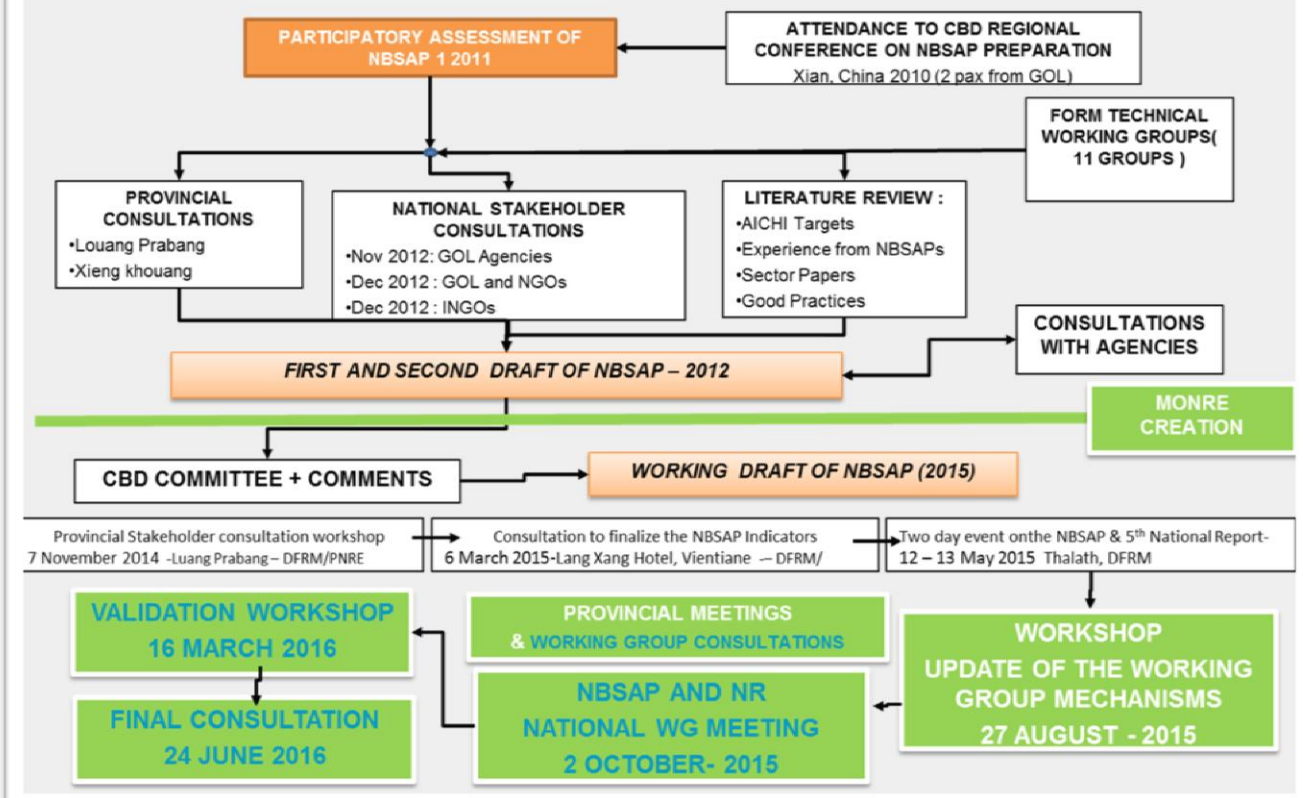 PARTICIPATORY ASSESSMENT OF
NBSAP 1 2011
ATTENDANCE TO CBD REGIONAL
CONFERENCE ON NBSAP PREPARATION
Xian, China 2010 (2 pax from GOL)
FORM TECHNICAL
WORKING GROUPS(
11 GROUPS )
PROVINCIAL
CONSULTATIONS
•Louang Prabang
•Xieng khouang
NATIONAL STAKEHOLDER
CONSULTATIONS
•Nov 2012: GOL Agencies
•Dec 2012 : GOL and NGOs
•Dec 2012 : INGOs
LITERATURE REVIEW :
•AICHI Targets
•Experience from NBSAPs
•Sector Papers
•Good Practices
CONSULTATIONS
WITH AGENCIES
FIRST AND SECOND DRAFT OF NBSAP – 2012
MONRE
CREATION
CBD COMMITTEE + COMMENTS
WORKING DRAFT OF NBSAP (2015)
Provincial Stakeholder consultation workshop
7 November 2014 -Luang Prabang – DFRM/PNRE
Consultation to finalize the NBSAP Indicators
6 March 2015-Lang Xang Hotel, Vientiane -– DFRM/
Two day event onthe NBSAP & 5th National Report-
12 – 13 May 2015 Thalath, DFRM
VALIDATION WORKSHOP
16 MARCH 2016
PROVINCIAL MEETINGS
& WORKING GROUP CONSULTATIONS
WORKSHOP
UPDATE OF THE WORKING
GROUP MECHANISMS
27 AUGUST - 2015
NBSAP AND NR
NATIONAL WG MEETING
2 OCTOBER- 2015
FINAL CONSULTATION
24 JUNE 2016